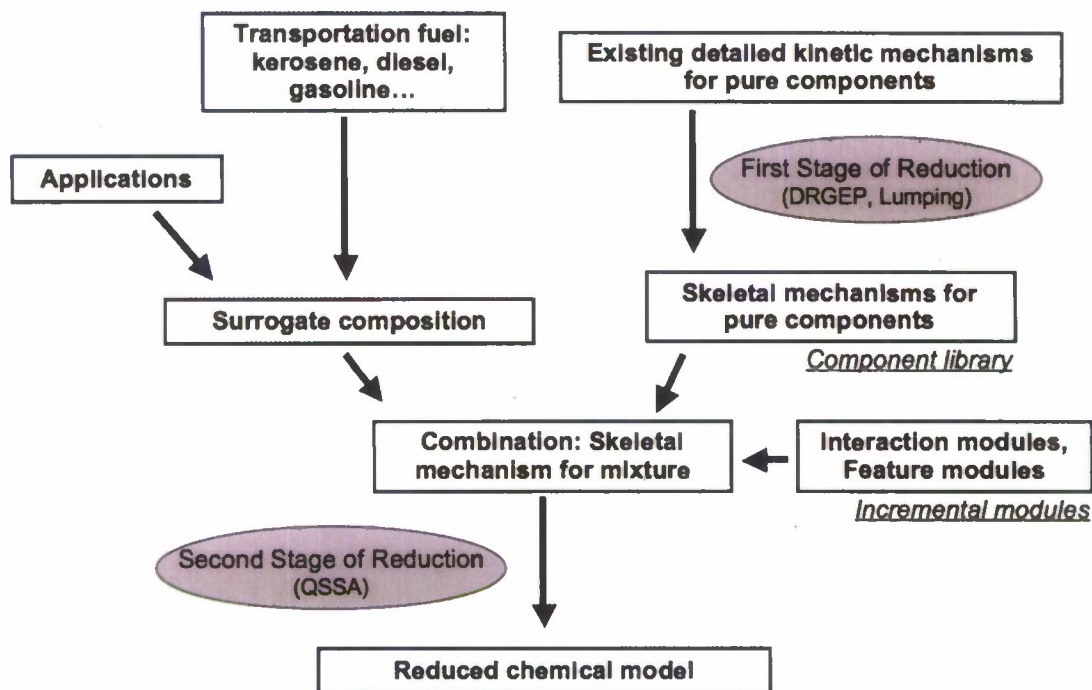 Transportation fuel:
kerosene, diesel,
gasoline...
Existing detailed kinetic mechanisms
for pure components
Applications
First Stage of Reduction
(DRGEP, Lumping)
Surrogate composition
Skeletal mechanisms for
pure components
Component library
Combination: Skeletal
mechanism for mixture
Interaction modules,
Feature modules
Incremental modules
Second Stage of Reduction
(QSSA)
Reduced chemical model